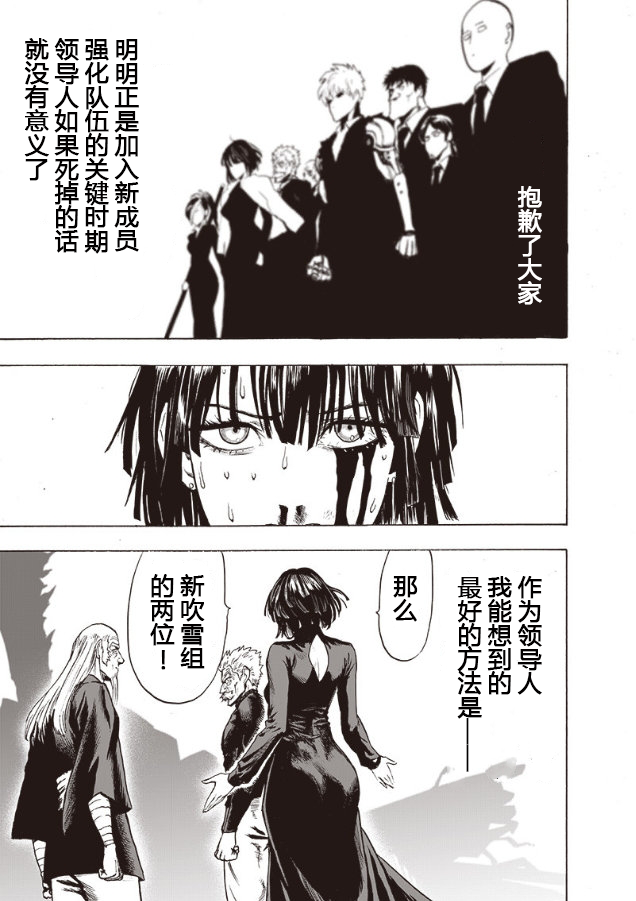 抱歉了大家
明明正是加入新成员
强化队伍的关键时期
领导人如果死掉的话
就没有意义了
作为领导人
我能想到的
最好的方法是——
那么
新吹雪组
的两位！